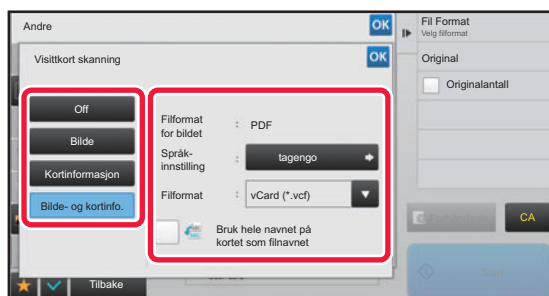 Andre
OK
Fil Format
Velg filformat
Visittkort skanning
OK
Original
Originalantall
Off
Bilde
Kortinformasjon
Bilde- og kortinfo.
Filformat
for bildet
:
PDF
Språk-
innstilling
:
tagengo
Filformat
:
vCard (*.vcf)
Bruk hele navnet på
kortet som filnavnet
CA
Tilbake
Start